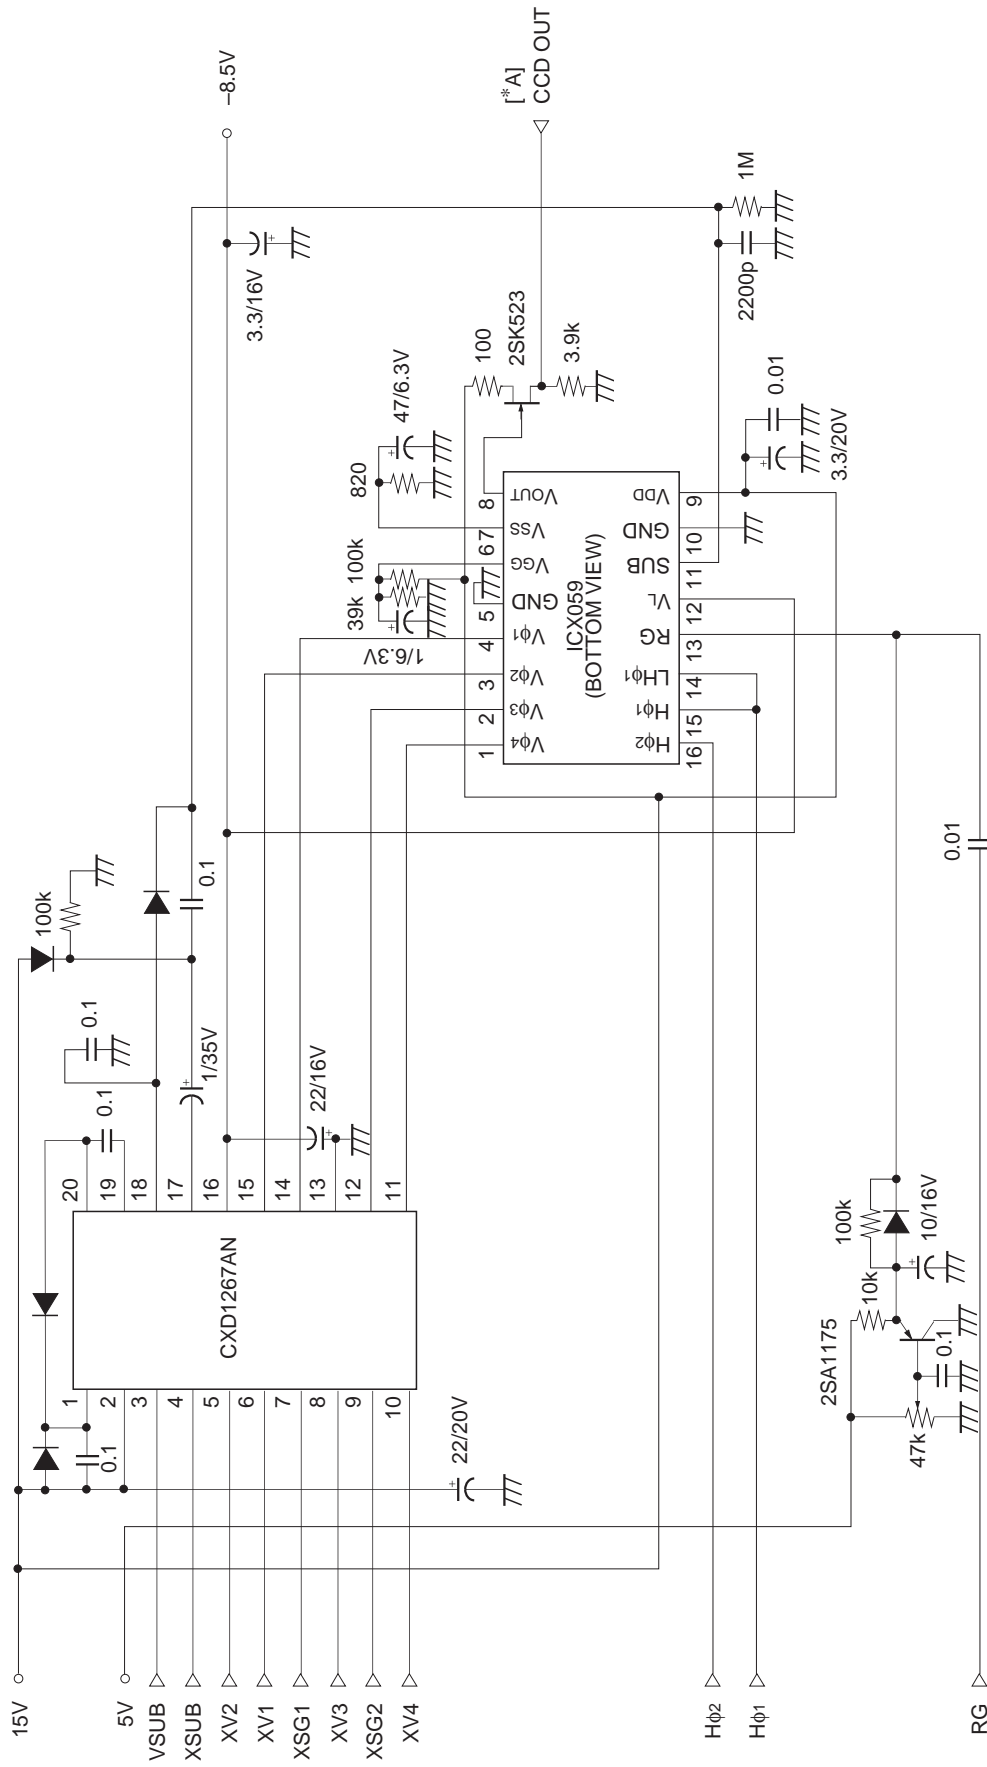 15V
5V
VSUB
XSUB
XV2
XV1
XSG1
XV3
XSG2
XV4
Hϕ2
Hϕ1
RG
22/20V
0.1
1
2
3
4
5
6
7
8
9
10
CXD1267AN
20
19
18
17
16
15
14
13
12
11
0.1
0.1
1/35V
22/16V
100k
0.1
–8.5V
3.3/16V
[*A]
CCD OUT
47k
0.1
2SA1175
10k
100k
10/16V
0.01
1
2
3
4
5
6
7
8
Vϕ4
Vϕ3
Vϕ2
Vϕ1
GND
VGG
VSS
VOUT
ICX059
(BOTTOM VIEW)
Hϕ2
Hϕ1
LHϕ1
RG
VL
SUB
GND
VDD
16
15
14
13
12
11
10
9
1/6.3V
39k
100k
820
47/6.3V
100
2SK523
3.9k
0.01
3.3/20V
2200p
1M